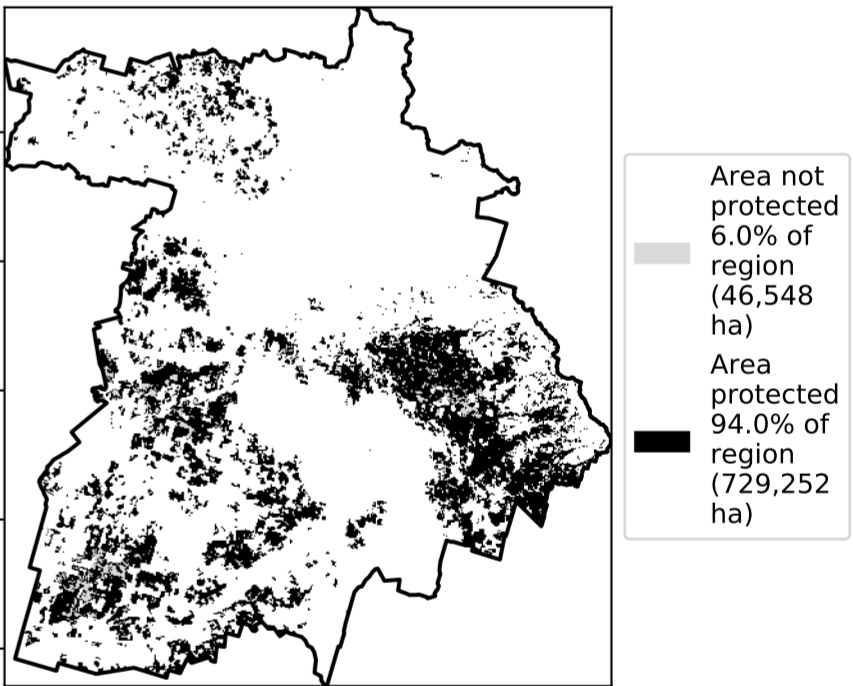 Area not
protected
6.0% of
region
(46,548
ha)
Area
protected
94.0% of
region
(729,252
ha)